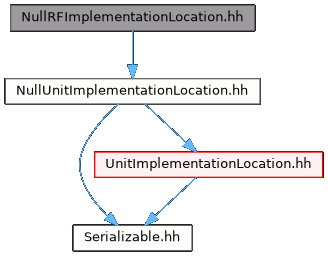 NullRFImplementationLocation.hh
NullUnitImplementationLocation.hh
UnitImplementationLocation.hh
Serializable.hh